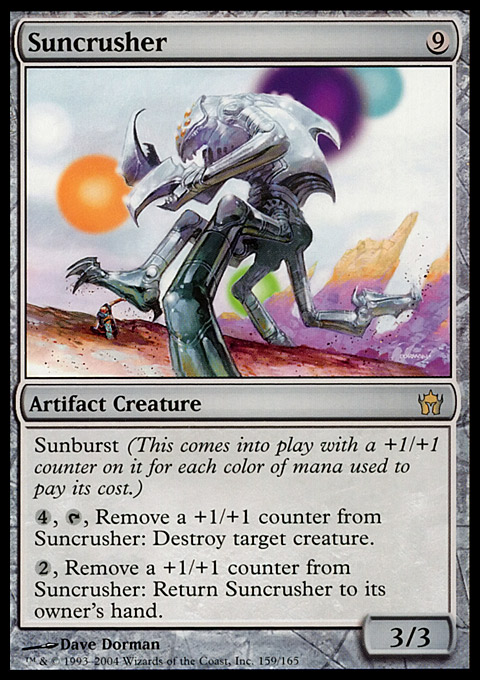 Suncrusher 9
Artifact Creature
Sunburst (This comes into play with a +1/+1
counter on it for each color of mana used to
pay its cost.)
4, , Remove a +1/+1 counter from
Suncrusher: Destroy target creature.
2, Remove a +1/+1 counter from
Suncrusher: Return Suncrusher to its
owner's hand.
Dave Dorman
3/3
™ & © 1993–2004 Wizards of the Coast, Inc. 159/165